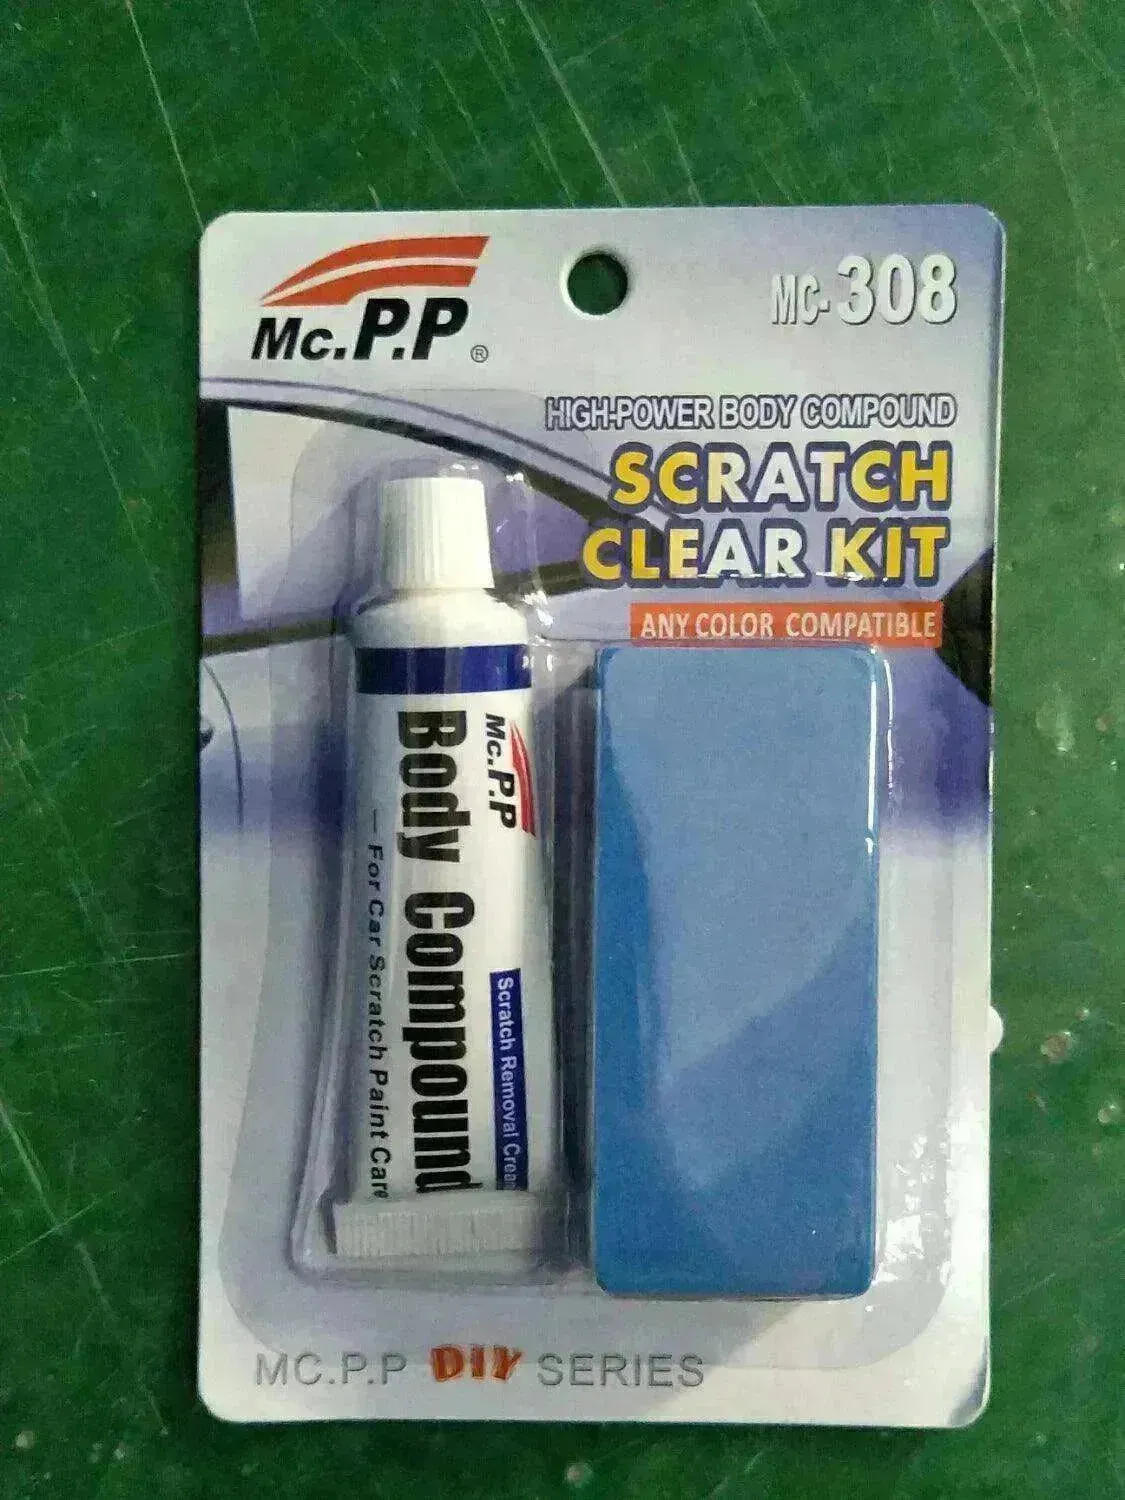 Mc.P.P ®
MC-308
HIGH-POWER BODY COMPOUND
SCRATCH
CLEAR KIT
ANY COLOR COMPATIBLE
Mc.P.P
Body Compound
— For Car Scratch Paint Care
Scratch Removal Cream
MC.P.P DIY SERIES